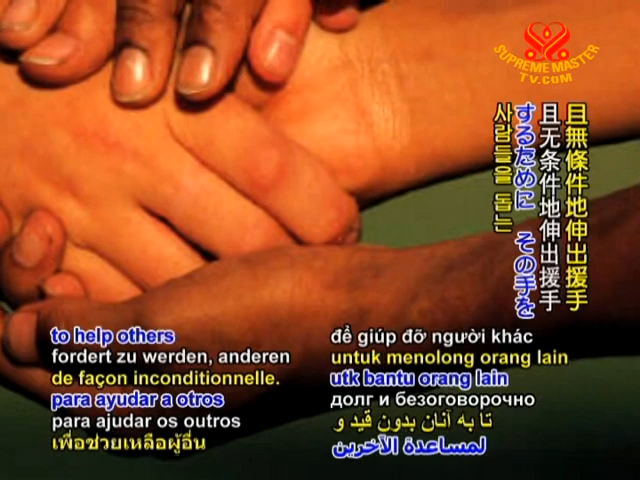 SUPREME MASTER
TV.COM
且無條件地伸出援手
且无条件地伸出援手
するために その手を
사람들을 돕는
to help others
fordert zu werden, anderen
de façon inconditionnelle.
para ayudar a otros
para ajudar os outros
เพื่อช่วยเหลือผู้อื่น
để giúp đỡ người khác
untuk menolong orang lain
utk bantu orang lain
долг и безоговорочно
تا به آنان بدون قید و
لمساعدة الآخرين